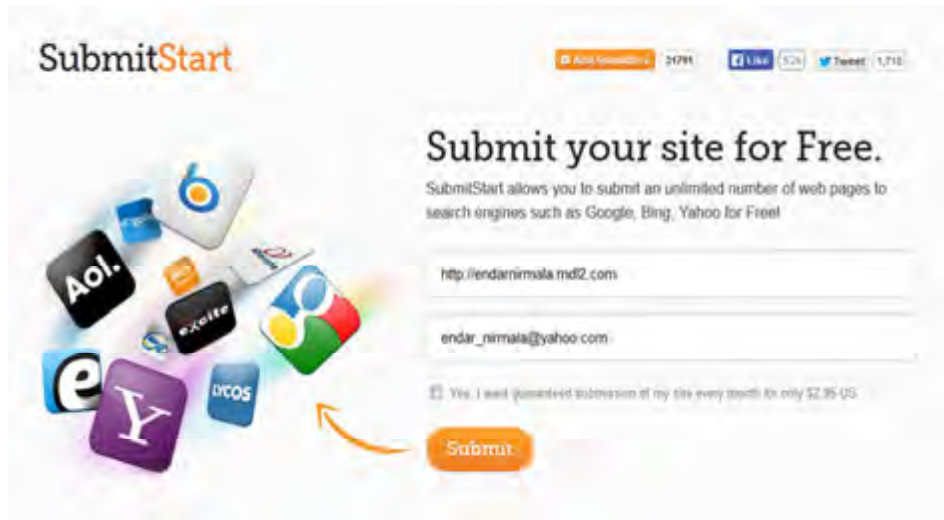 SubmitStart
31791
Like
Tweet 1,718
Submit your site for Free.
SubmitStart allows you to submit an unlimited number of web pages to
search engines such as Google, Bing, Yahoo for Free!
http://endarnirmala.mdl2.com
endar_nirmala@yahoo.com
Yes, I want guaranteed submission of my site every month for only $2.95 US
Submit
Aol.
excite
LYCOS
e
Y
g